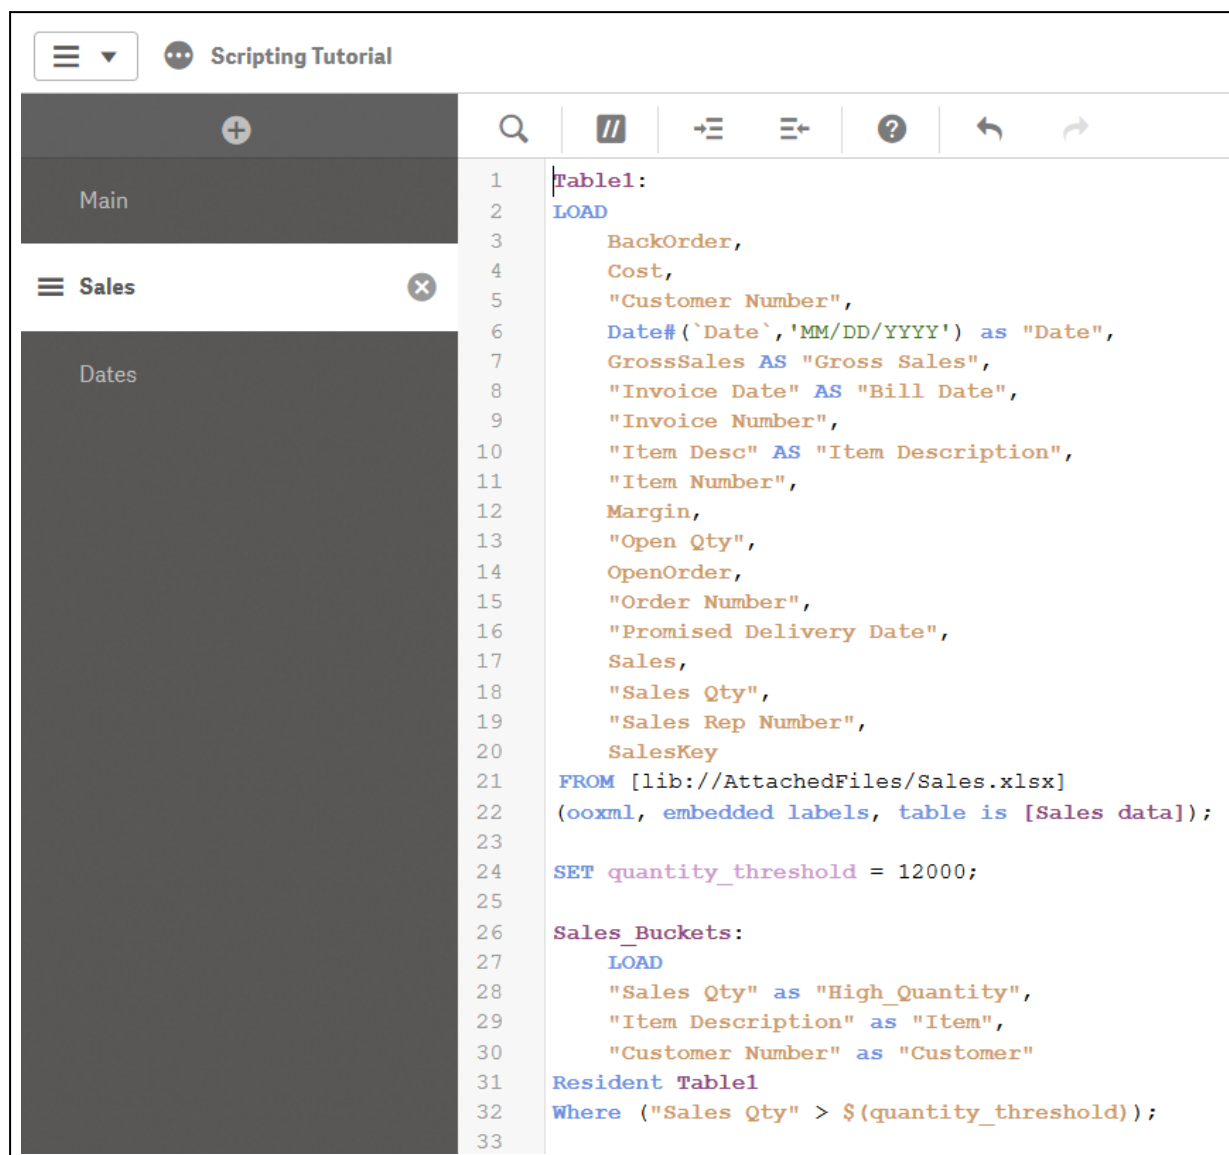 Scripting Tutorial
Main
Sales
Dates
//
?
1 Table1:
2 LOAD
3 BackOrder,
4 Cost,
5 "Customer Number",
6 Date#(`Date`,'MM/DD/YYYY') as "Date",
7 GrossSales AS "Gross Sales",
8 "Invoice Date" AS "Bill Date",
9 "Invoice Number",
10 "Item Desc" AS "Item Description",
11 "Item Number",
12 Margin,
13 "Open Qty",
14 OpenOrder,
15 "Order Number",
16 "Promised Delivery Date",
17 Sales,
18 "Sales Qty",
19 "Sales Rep Number",
20 SalesKey
21 FROM [lib://AttachedFiles/Sales.xlsx]
22 (ooxml, embedded labels, table is [Sales data]);
23
24 SET quantity_threshold = 12000;
25
26 Sales_Buckets:
27 LOAD
28 "Sales Qty" as "High_Quantity",
29 "Item Description" as "Item",
30 "Customer Number" as "Customer"
31 Resident Table1
32 Where ("Sales Qty" > $(quantity_threshold));
33